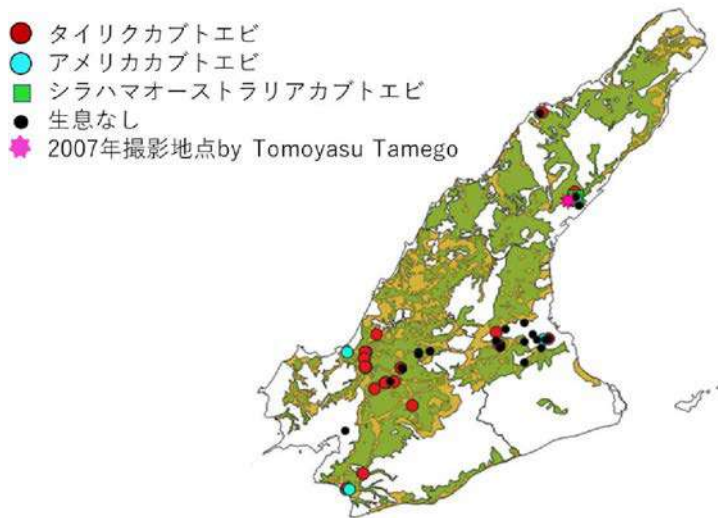 タイリクカブトエビ
アメリカカブトエビ
シラハマオーストラリアカブトエビ
生息なし
2007年撮影地点by Tomoyasu Tamego